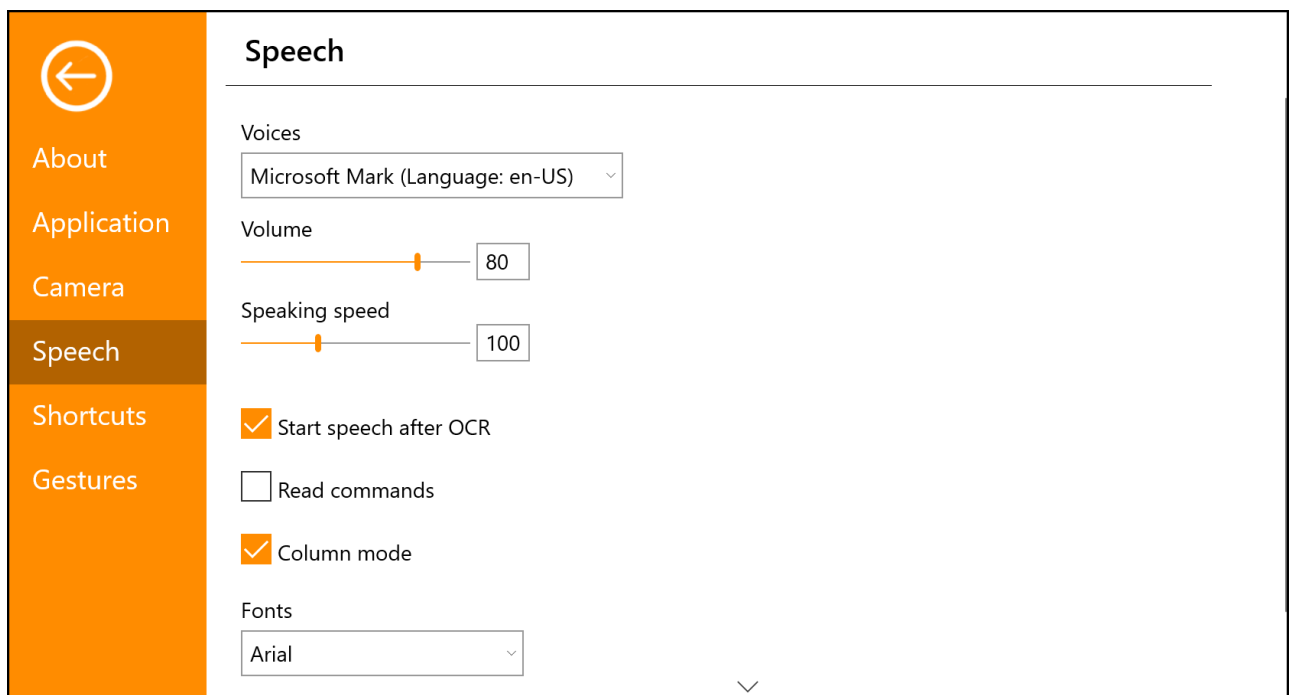 Speech
About
Application
Camera
Speech
Shortcuts
Gestures
Voices
Microsoft Mark (Language: en-US)
Volume
80
Speaking speed
100
Start speech after OCR
Read commands
Column mode
Fonts
Arial